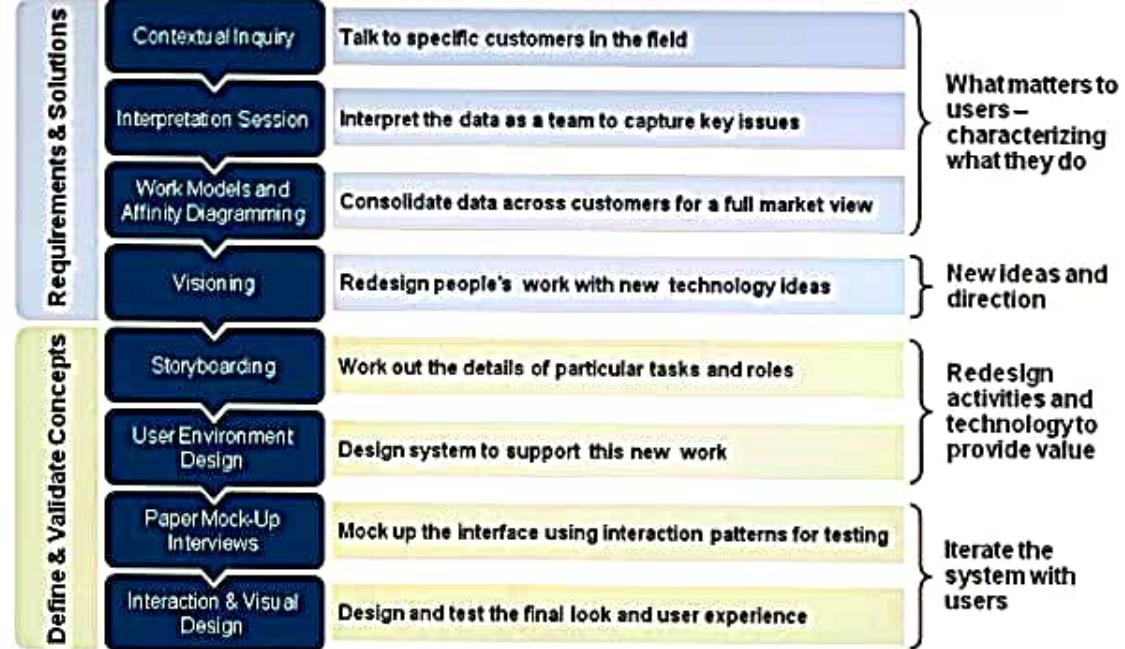 Requirements & Solutions
Contextual Inquiry
Talk to specific customers in the field
Interpretation Session
Interpret the data as a team to capture key issues
Work Models and
Affinity Diagramming
Consolidate data across customers for a full market view
What matters to
users –
characterizing
what they do
Visioning
Redesign people's work with new technology ideas
New ideas and
direction
Define & Validate Concepts
Storyboarding
Work out the details of particular tasks and roles
User Environment
Design
Design system to support this new work
Redesign
activities and
technology to
provide value
Paper Mock-Up
Interviews
Mock up the interface using interaction patterns for testing
Interaction & Visual
Design
Design and test the final look and user experience
Iterate the
system with
users